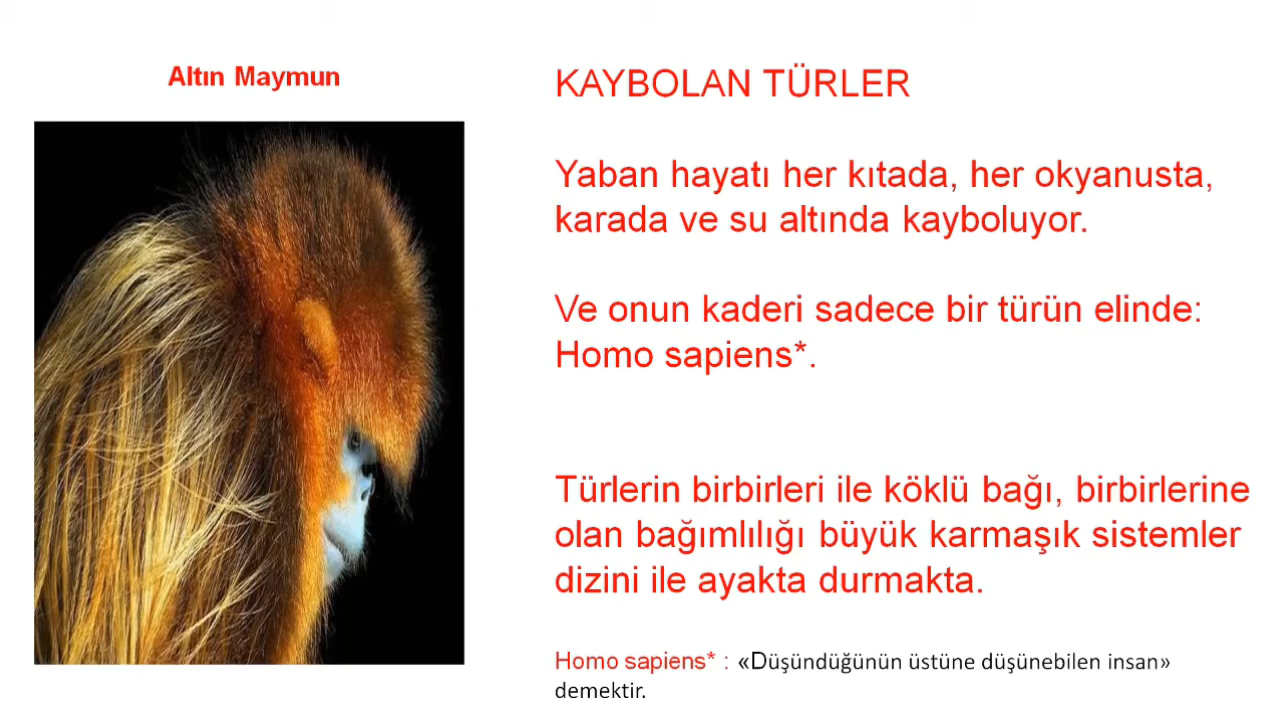 Altın Maymun
KAYBOLAN TÜRLER
Yaban hayatı her kıtada, her okyanusta,
karada ve su altında kayboluyor.
Ve onun kaderi sadece bir türün elinde:
Homo sapiens*.
Türlerin birbirleri ile köklü bağı, birbirlerine
olan bağımlılığı büyük karmaşık sistemler
dizini ile ayakta durmakta.
Homo sapiens* : «Düşündüğünün üstüne düşünebilen insan»
demektir.